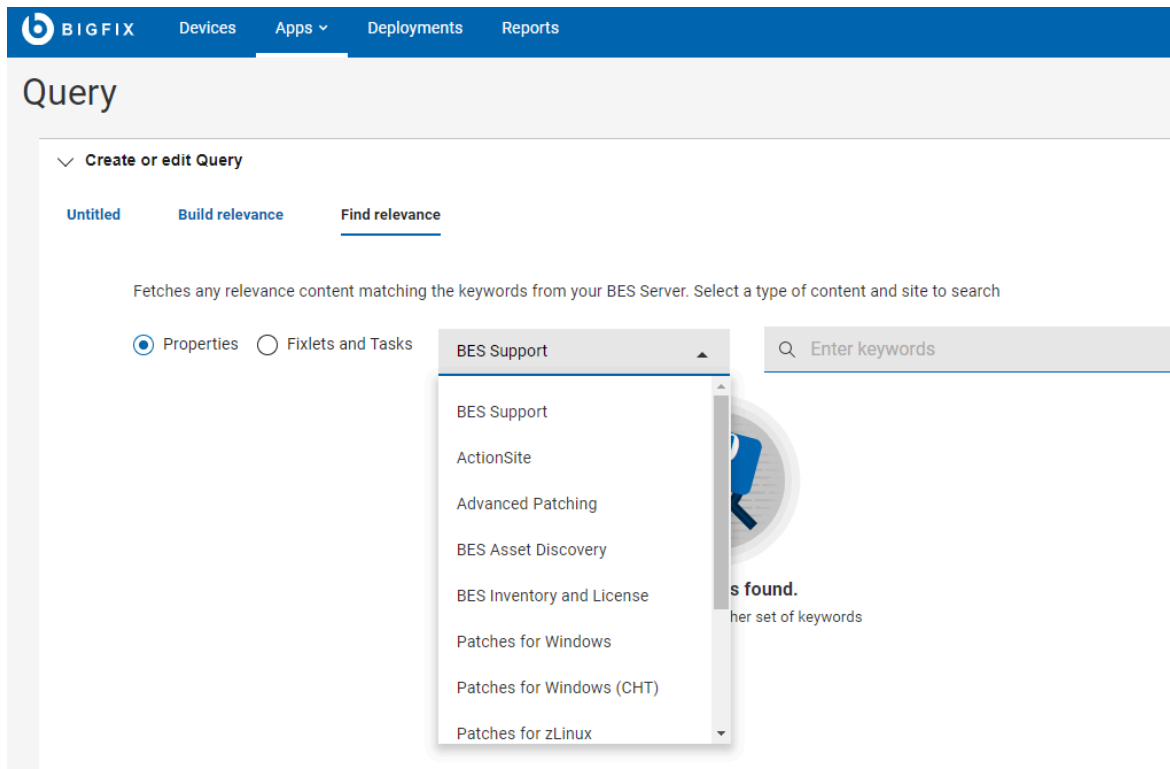 BIGFIX Devices Apps Deployments Reports
Query
Create or edit Query
Untitled Build relevance Find relevance
Fetches any relevance content matching the keywords from your BES Server. Select a type of content and site to search
Properties Fixlets and Tasks BES Support Enter keywords
BES Support
ActionSite
Advanced Patching
BES Asset Discovery
BES Inventory and License
s found.
her set of keywords
Patches for Windows
Patches for Windows (CHT)
Patches for zLinux